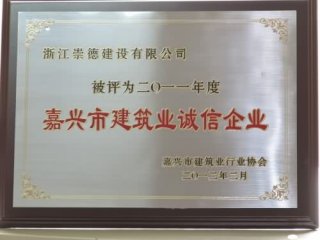 浙江崇德建设有限公司
被评为二〇一一年度
嘉兴市建筑业诚信企业
嘉兴市建筑业行业协会
二〇一二年二月